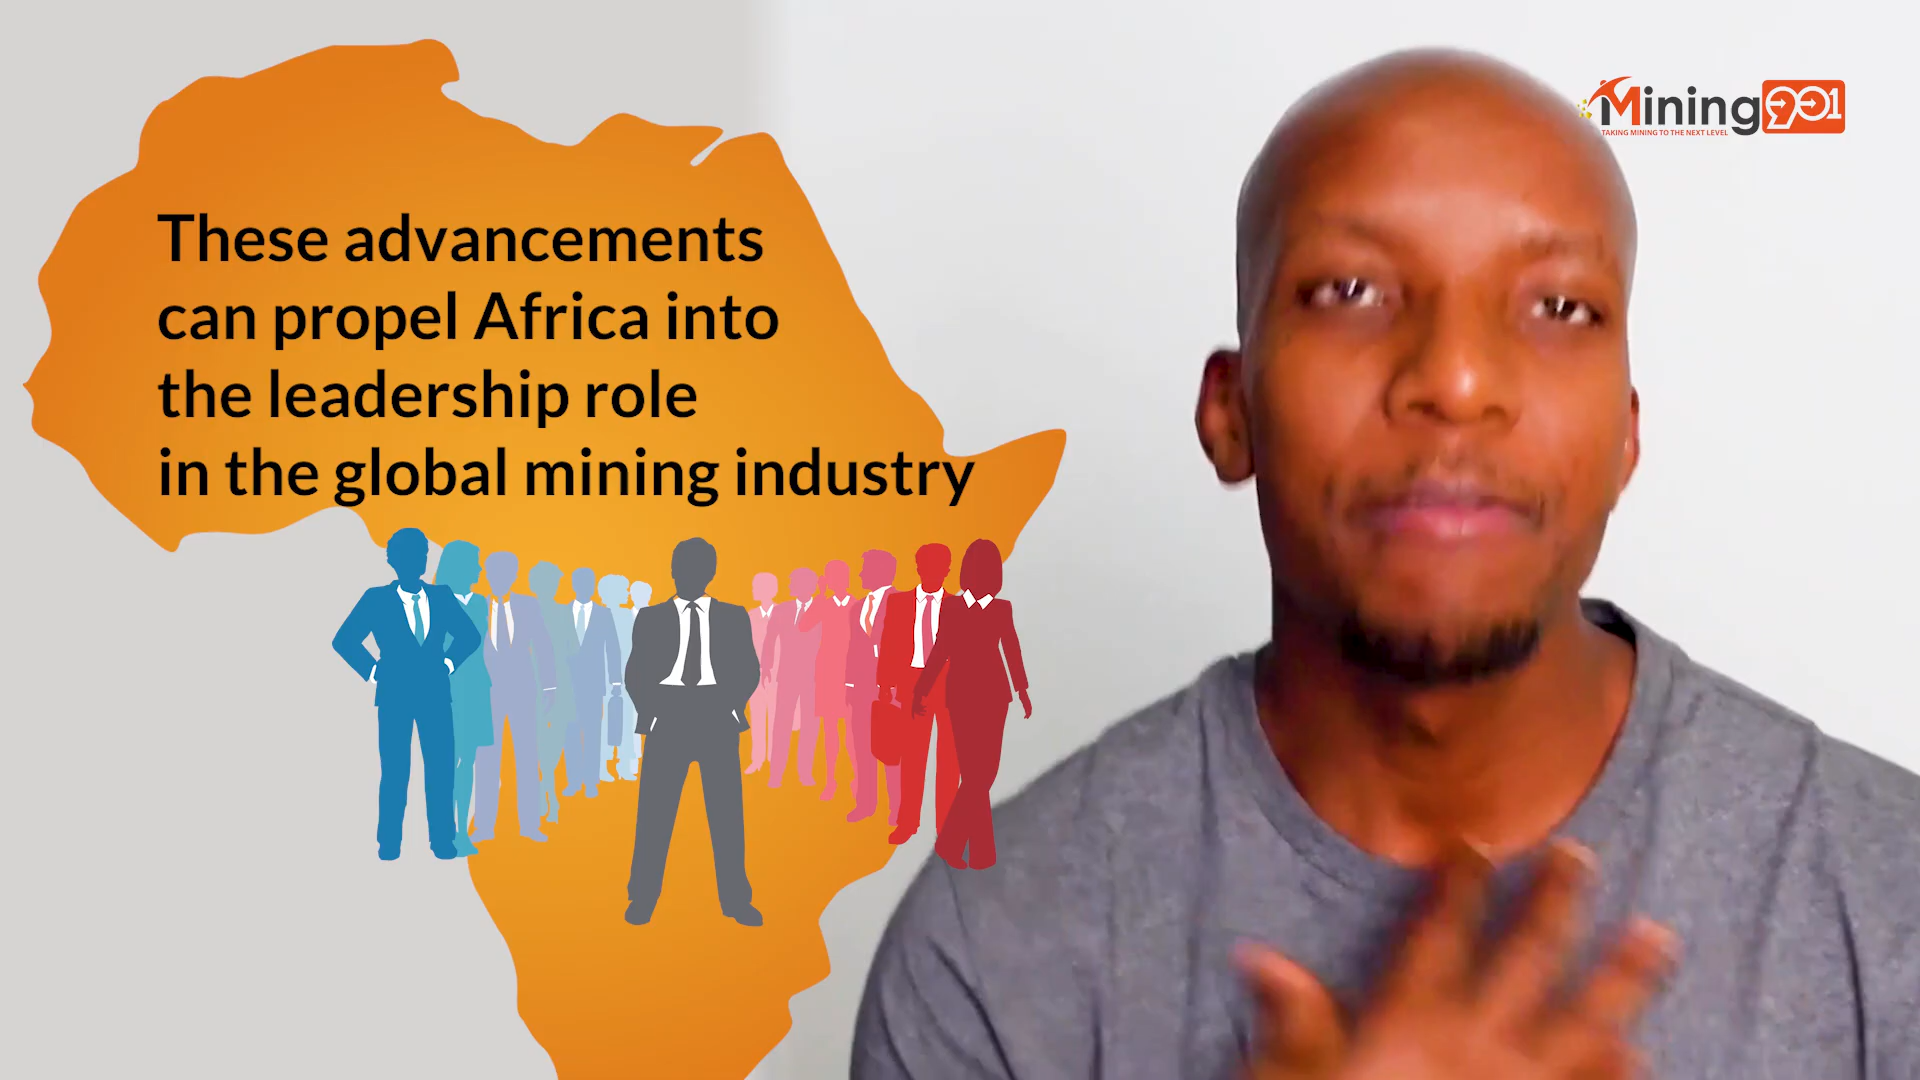 These advancements
can propel Africa into
the leadership role
in the global mining industry
Mining901
TAKING MINING TO THE NEXT LEVEL